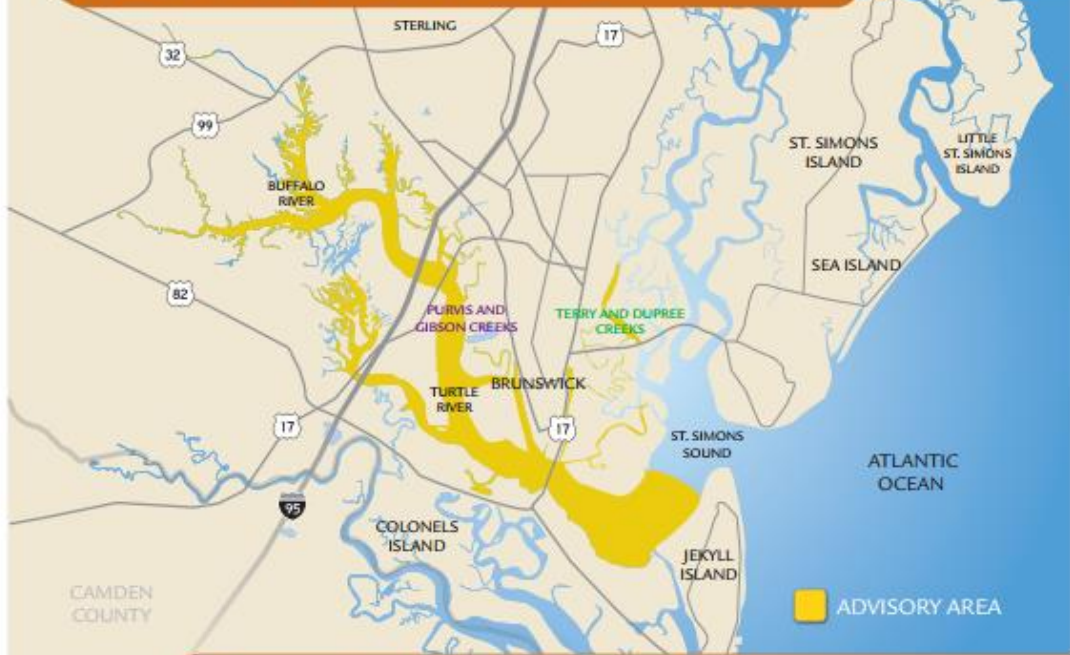 STERLING
17
32
99
ST. SIMONS
ISLAND
LITTLE
ST. SIMONS
ISLAND
BUFFALO
RIVER
SEA ISLAND
82
PURVIS AND
GIBSON CREEKS
TERRY AND DUPREE
CREEKS
TURTLE
RIVER
BRUNSWICK
17
17
ST. SIMONS
SOUND
ATLANTIC
OCEAN
95
COLONELS
ISLAND
JEKYLL
ISLAND
CAMDEN
COUNTY
ADVISORY AREA